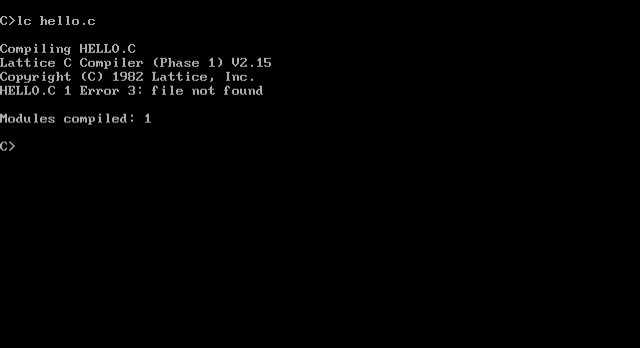 C>lc hello.c
Compiling HELLO.C
Lattice C Compiler (Phase 1) V2.15
Copyright (C) 1982 Lattice, Inc.
HELLO.C 1 Error 3: file not found
Modules compiled: 1
C>